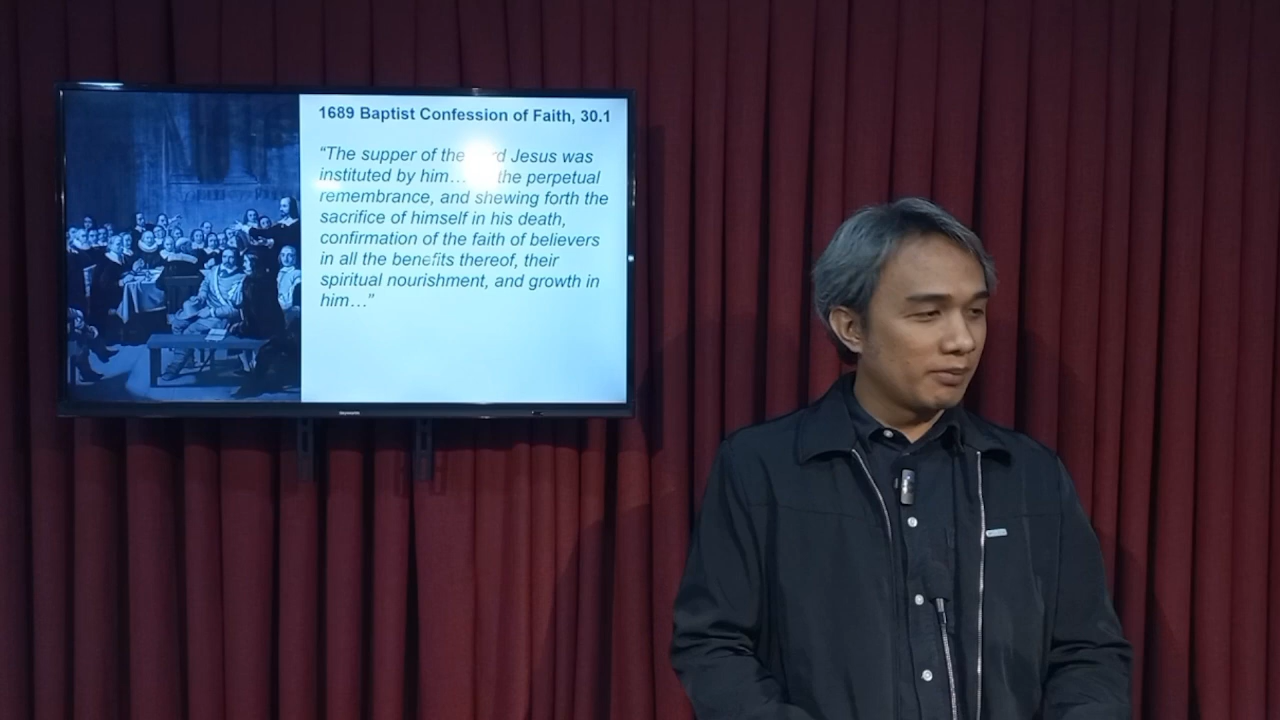 1689 Baptist Confession of Faith, 30.1
“The supper of the Jesus was
instituted by him… the perpetual
remembrance, and shewing forth the
sacrifice of himself in his death,
confirmation of the faith of believers
in all the benefits thereof, their
spiritual nourishment, and growth in
him…”